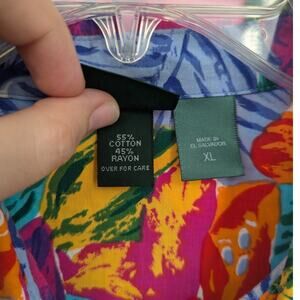 55%
COTTON
45%
RAYON
OVER FOR CARE
MADE IN
EL SALVADOR
XL